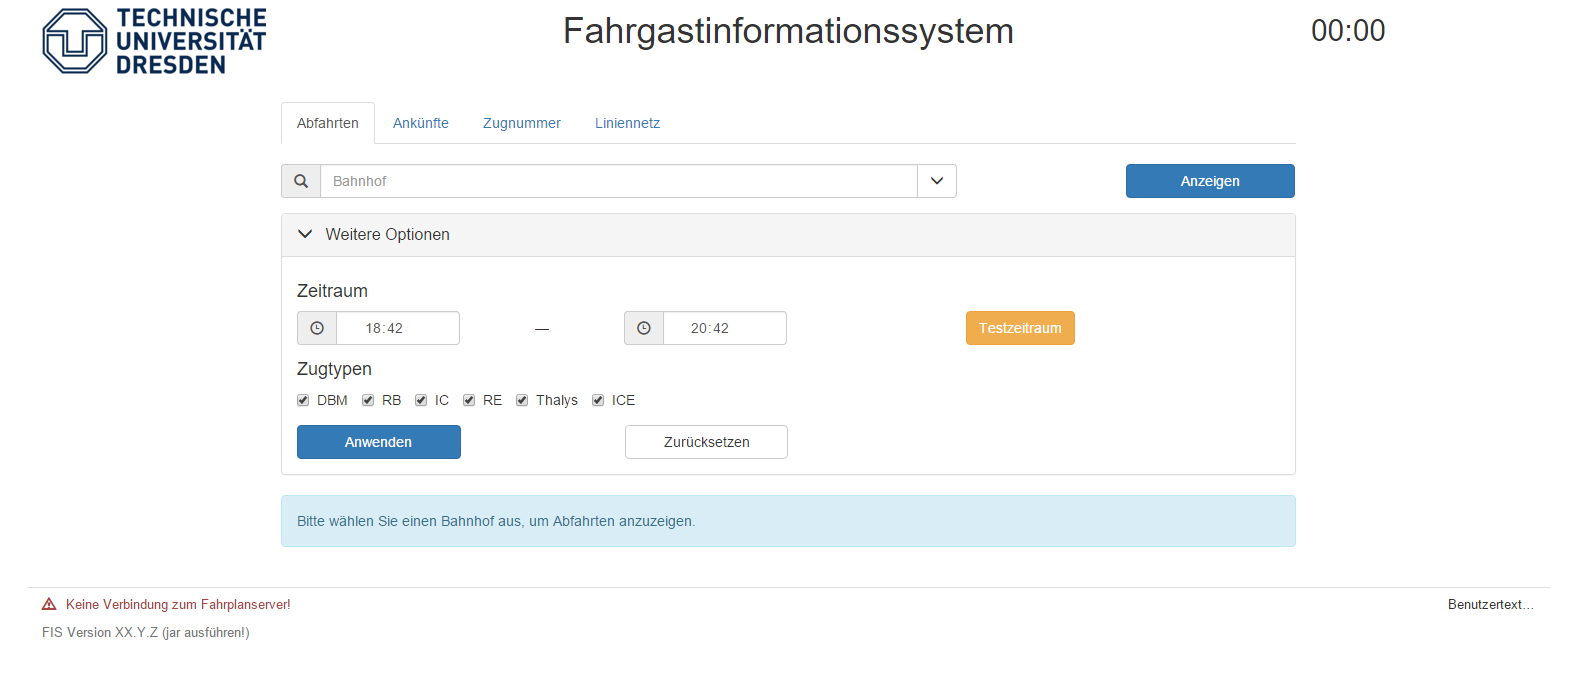 TECHNISCHE
UNIVERSITÄT
DRESDEN
Fahrgastinformationssystem
00:00
Abfahrten Ankünfte Zugnummer Liniennetz
Bahnhof
Anzeigen
Weitere Optionen
Zeitraum
18:42 — 20:42 Testzeitraum
Zugtypen
DBM RB IC RE Thalys ICE
Anwenden Zurücksetzen
Bitte wählen Sie einen Bahnhof aus, um Abfahrten anzuzeigen.
Keine Verbindung zum Fahrplanserver! Benutzertext...
FIS Version XX.Y.Z (jar ausführen!)